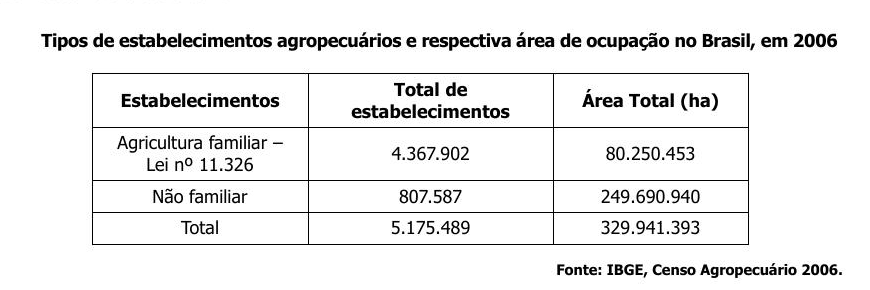 Tipos de estabelecimentos agropecuários e respectiva área de ocupação no Brasil, em 2006
Estabelecimentos
Total de
estabelecimentos
Área Total (ha)
Agricultura familiar –
Lei nº 11.326
4.367.902
80.250.453
Não familiar
807.587
249.690.940
Total
5.175.489
329.941.393
Fonte: IBGE, Censo Agropecuário 2006.